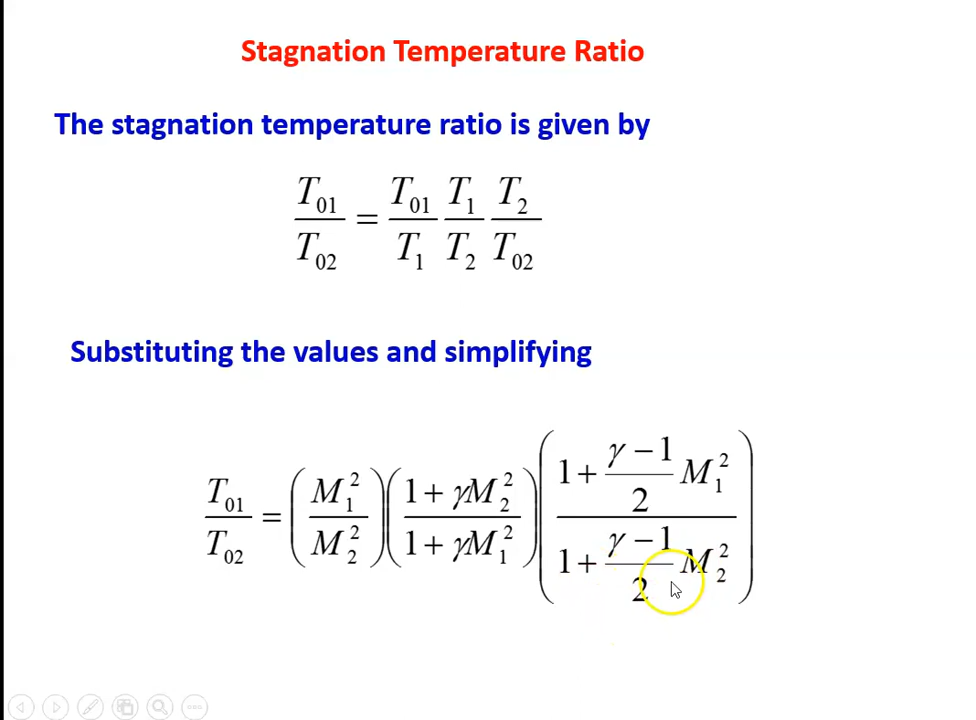 Stagnation Temperature Ratio
The stagnation temperature ratio is given by
T₀₁/T₀₂ = T₀₁/T₁ T₁/T₂ T₂/T₀₂
Substituting the values and simplifying
T₀₁/T₀₂ = (M₁²/M₂²)((1 + γM₂²)/(1 + γM₁²))((1 + (γ − 1)/2 M₁²)/(1 + (γ − 1)/2 M₂²))